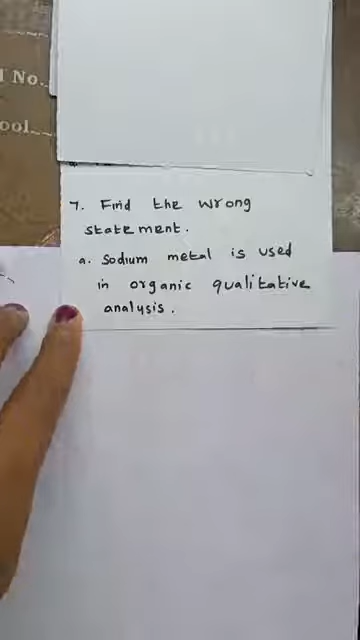 No.
ool
7. Find the wrong
statement.
a. Sodium metal is used
in organic qualitative
analysis.